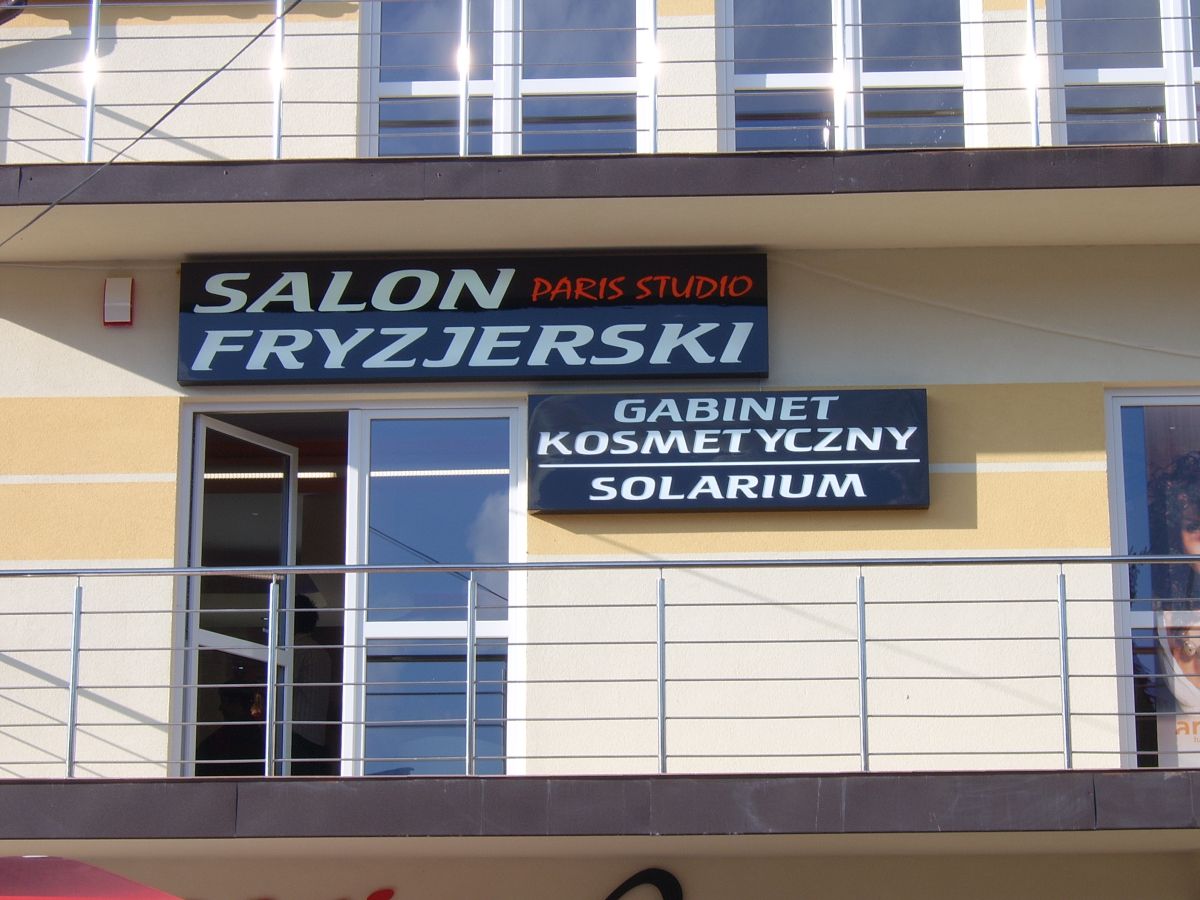 SALON PARIS STUDIO
FRYZJERSKI
GABINET
KOSMETYCZNY
SOLARIUM